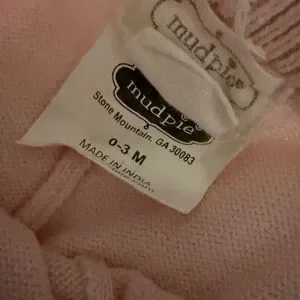 mudpie
mudpie
Stone Mountain, GA 30083
0-3 M
MADE IN INDIA